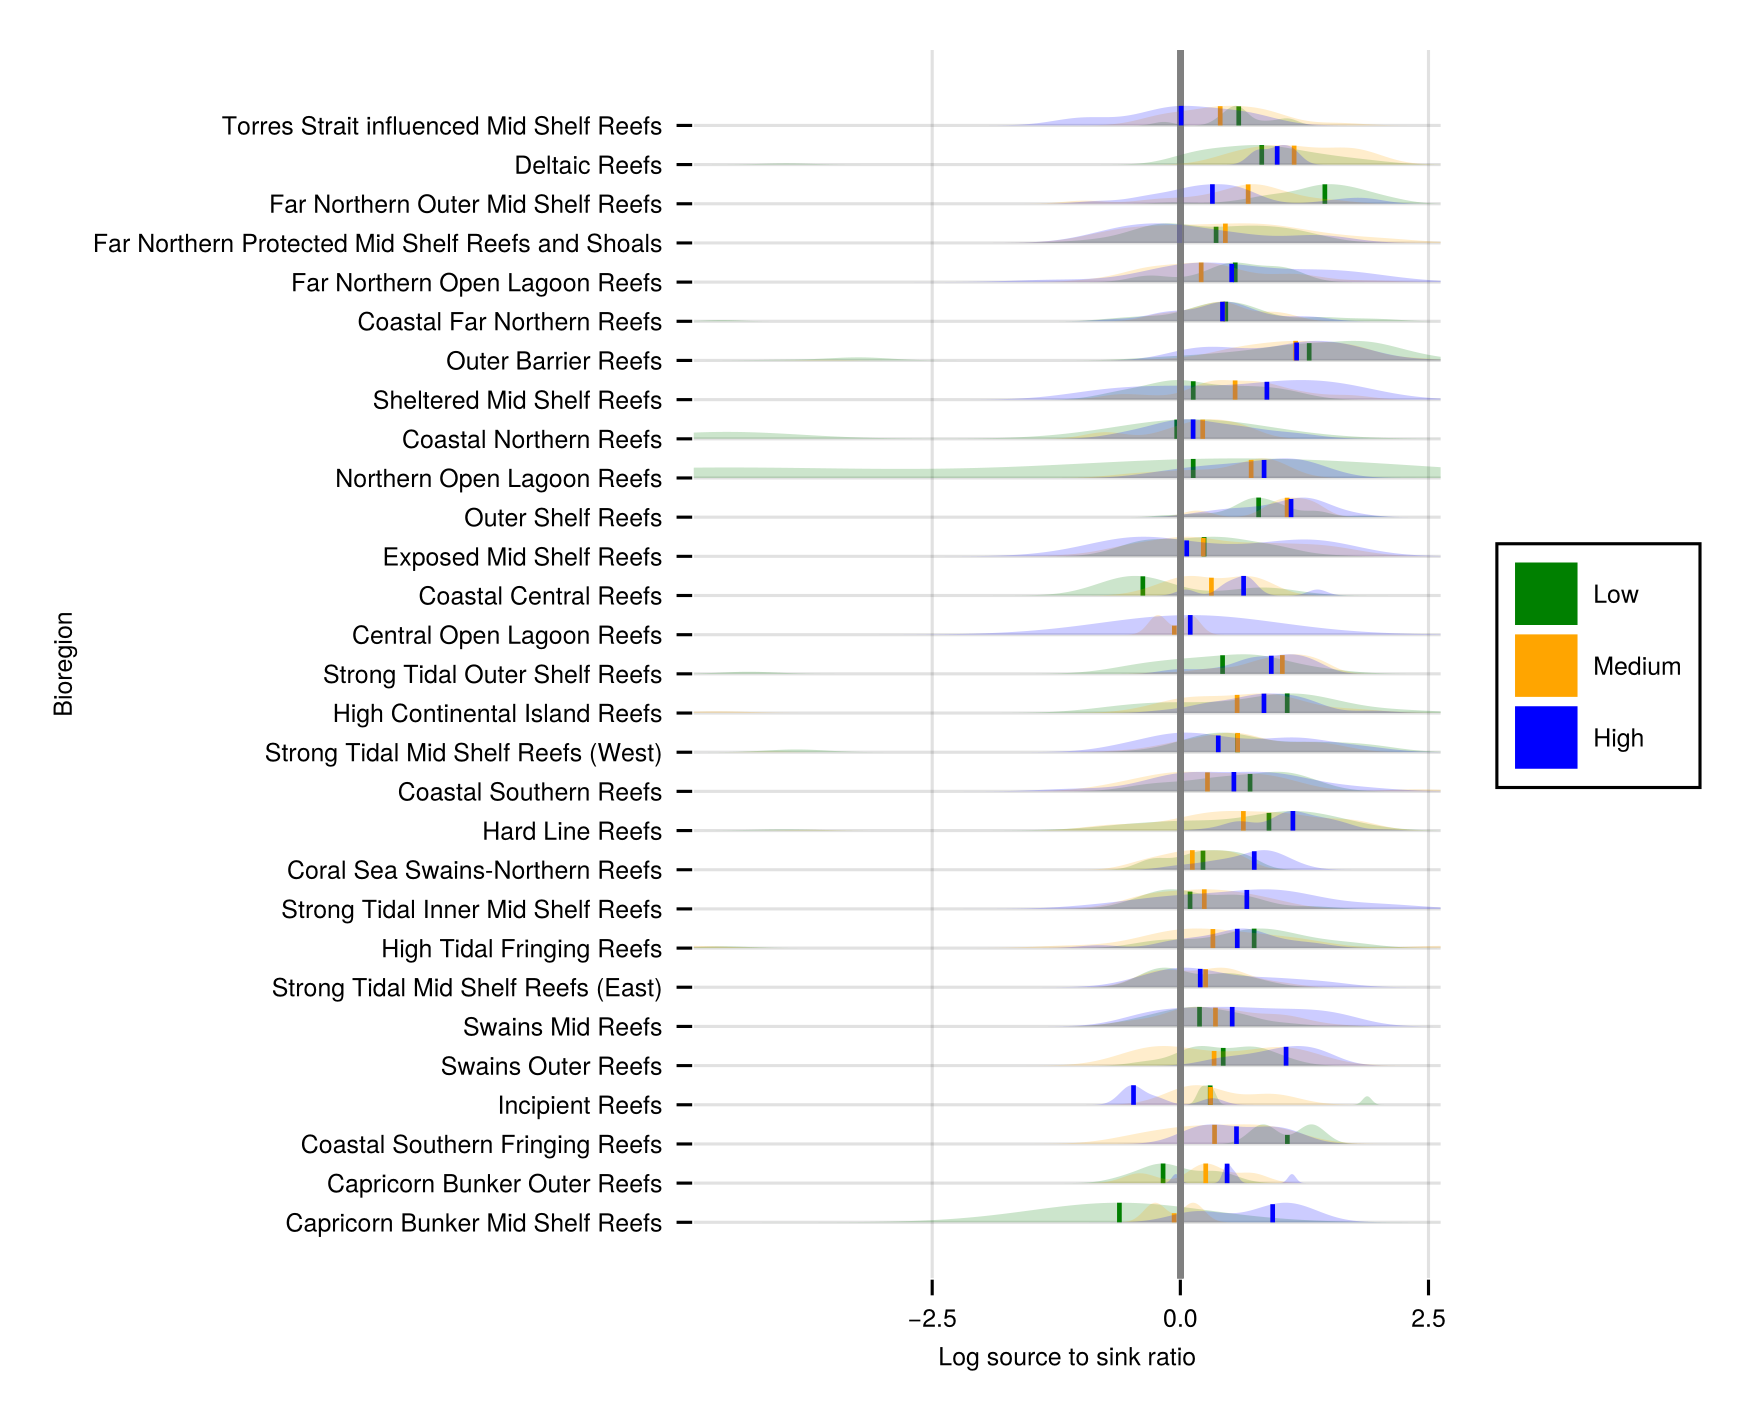 Torres Strait influenced Mid Shelf Reefs
Deltaic Reefs
Far Northern Outer Mid Shelf Reefs
Far Northern Protected Mid Shelf Reefs and Shoals
Far Northern Open Lagoon Reefs
Coastal Far Northern Reefs
Outer Barrier Reefs
Sheltered Mid Shelf Reefs
Coastal Northern Reefs
Northern Open Lagoon Reefs
Outer Shelf Reefs
Exposed Mid Shelf Reefs
Coastal Central Reefs
Central Open Lagoon Reefs
Strong Tidal Outer Shelf Reefs
High Continental Island Reefs
Strong Tidal Mid Shelf Reefs (West)
Coastal Southern Reefs
Hard Line Reefs
Coral Sea Swains-Northern Reefs
Strong Tidal Inner Mid Shelf Reefs
High Tidal Fringing Reefs
Strong Tidal Mid Shelf Reefs (East)
Swains Mid Reefs
Swains Outer Reefs
Incipient Reefs
Coastal Southern Fringing Reefs
Capricorn Bunker Outer Reefs
Capricorn Bunker Mid Shelf Reefs
Bioregion
−2.5 0.0 2.5
Log source to sink ratio
Low
Medium
High